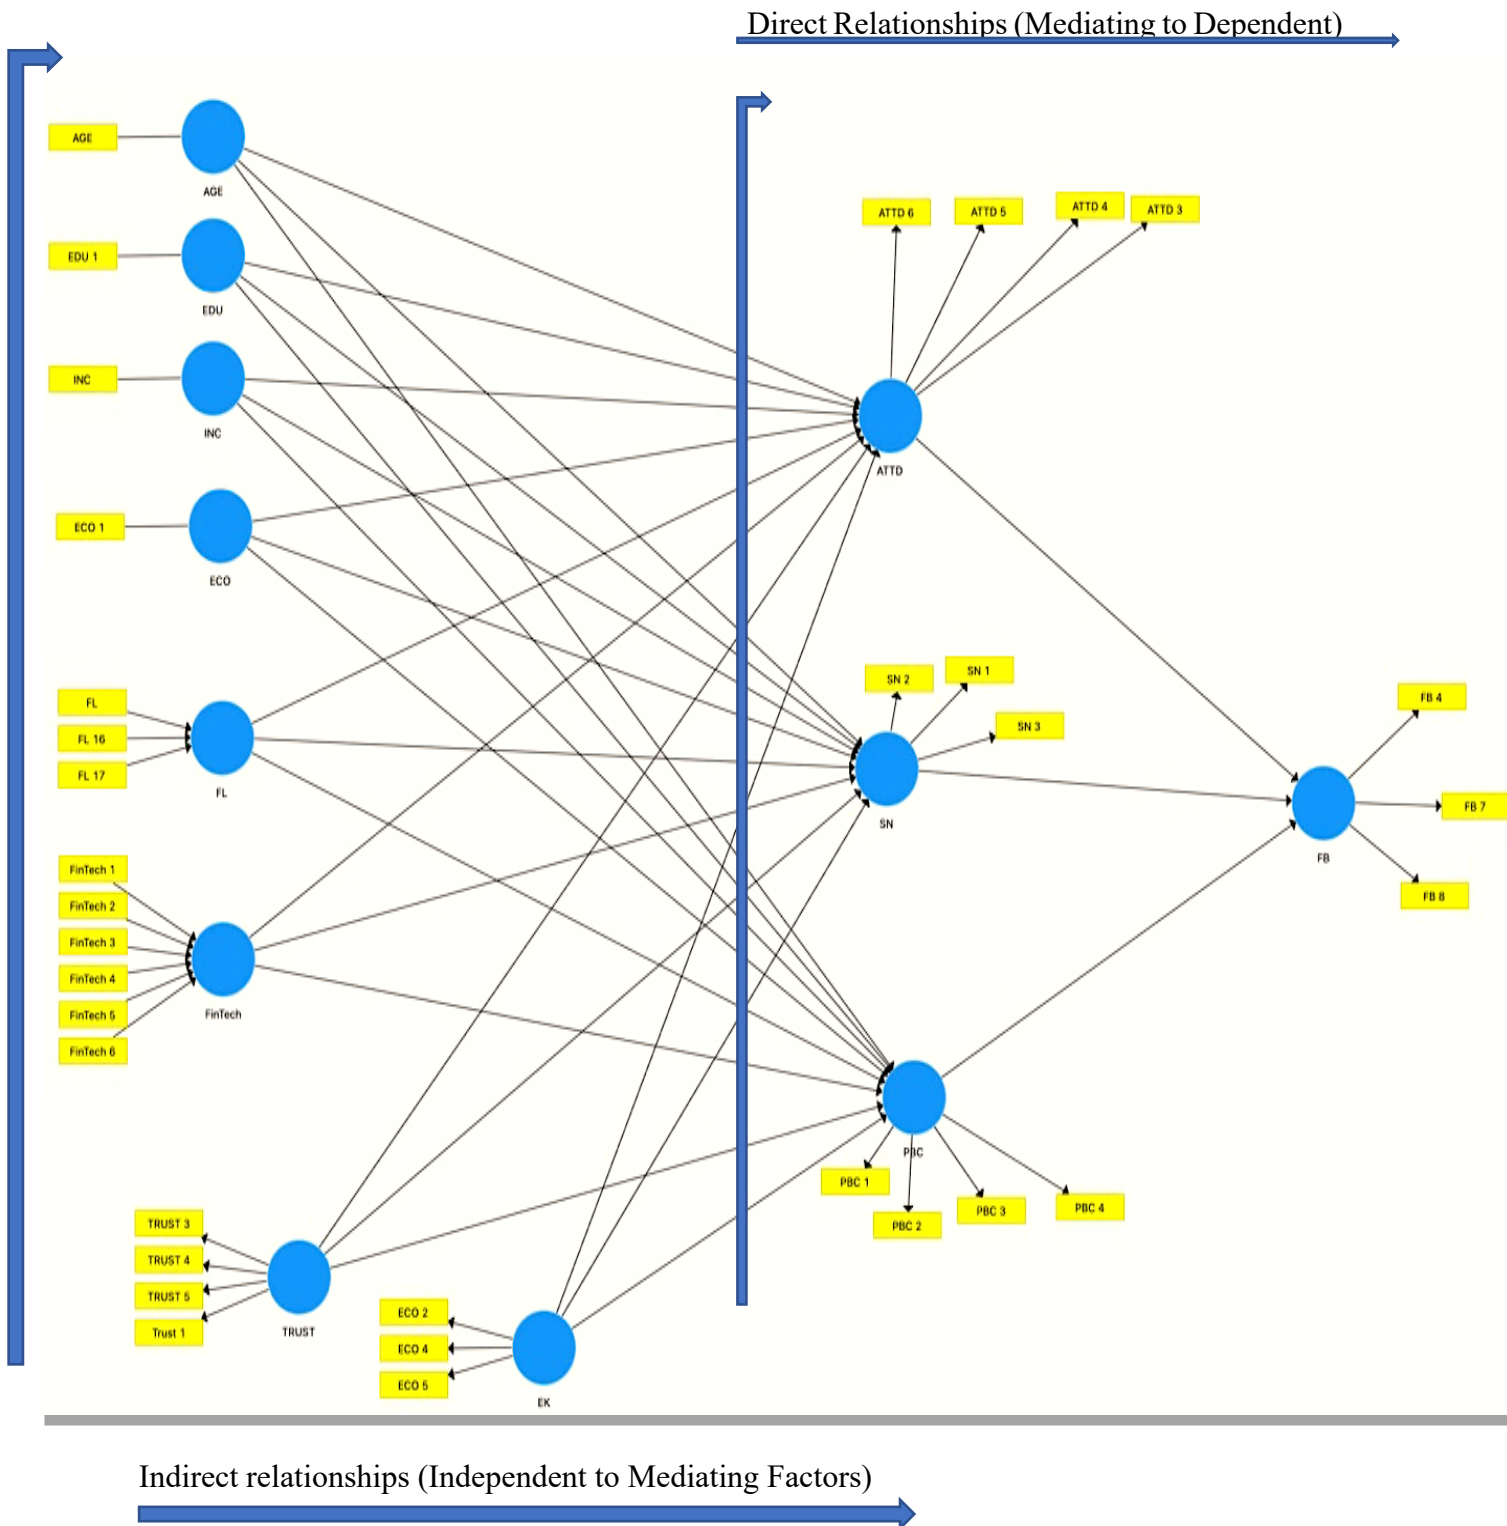 Direct Relationships (Mediating to Dependent)
AGE
AGE
EDU 1
EDU
INC
INC
ECO 1
ECO
FL
FL 16
FL 17
FL
FinTech 1
FinTech 2
FinTech 3
FinTech 4
FinTech 5
FinTech 6
FinTech
TRUST 3
TRUST 4
TRUST 5
Trust 1
TRUST
ECO 2
ECO 4
ECO 5
EK
ATTD 6
ATTD 5
ATTD 4
ATTD 3
ATTD
SN 2
SN 1
SN 3
SN
PBC
PBC 1
PBC 2
PBC 3
PBC 4
FB 4
FB 7
FB 8
FB
Indirect relationships (Independent to Mediating Factors)